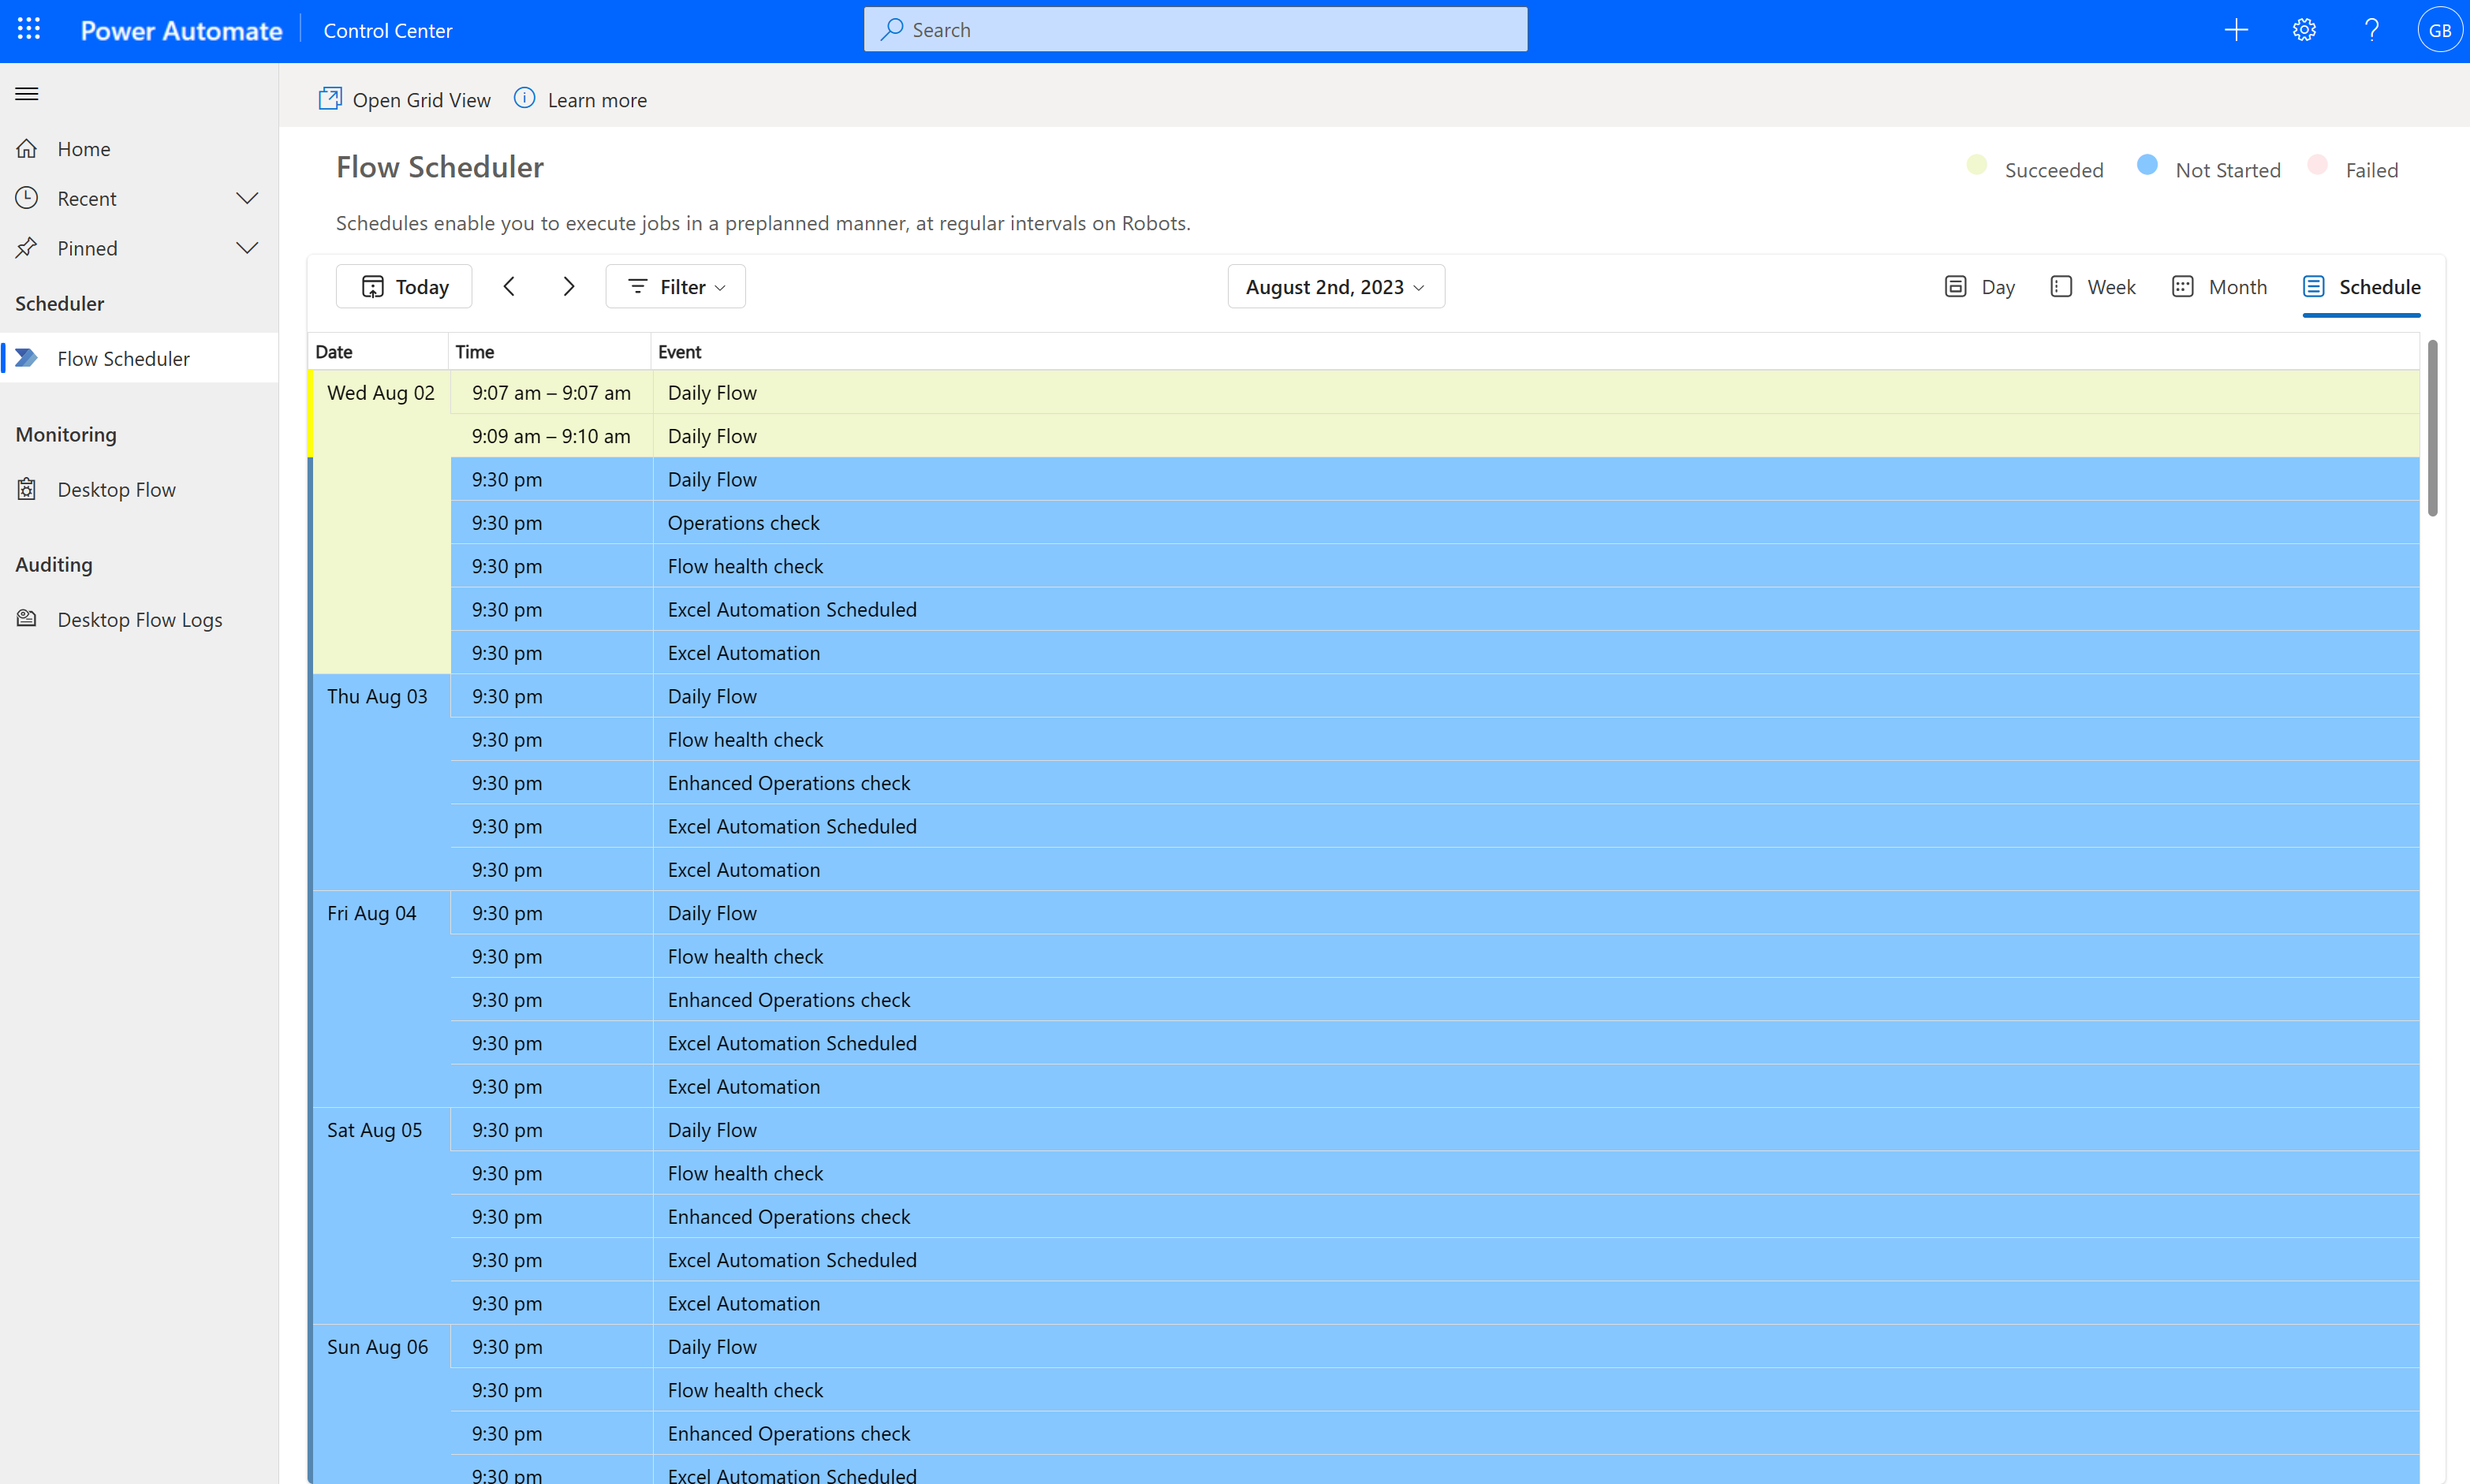 Power Automate Control Center Search GB
Open Grid View Learn more
Home
Recent
Pinned
Scheduler
Flow Scheduler
Monitoring
Desktop Flow
Auditing
Desktop Flow Logs
Flow Scheduler Succeeded Not Started Failed
Schedules enable you to execute jobs in a preplanned manner, at regular intervals on Robots.
Today Filter August 2nd, 2023 Day Week Month Schedule
Date Time Event
Wed Aug 02 9:07 am – 9:07 am Daily Flow
9:09 am – 9:10 am Daily Flow
9:30 pm Daily Flow
9:30 pm Operations check
9:30 pm Flow health check
9:30 pm Excel Automation Scheduled
9:30 pm Excel Automation
Thu Aug 03 9:30 pm Daily Flow
9:30 pm Flow health check
9:30 pm Enhanced Operations check
9:30 pm Excel Automation Scheduled
9:30 pm Excel Automation
Fri Aug 04 9:30 pm Daily Flow
9:30 pm Flow health check
9:30 pm Enhanced Operations check
9:30 pm Excel Automation Scheduled
9:30 pm Excel Automation
Sat Aug 05 9:30 pm Daily Flow
9:30 pm Flow health check
9:30 pm Enhanced Operations check
9:30 pm Excel Automation Scheduled
9:30 pm Excel Automation
Sun Aug 06 9:30 pm Daily Flow
9:30 pm Flow health check
9:30 pm Enhanced Operations check
9:30 pm Excel Automation Scheduled